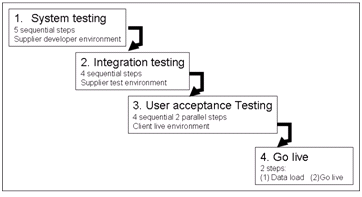 1. System testing
5 sequential steps
Supplier developer environment
2. Integration testing
4 sequential steps
Supplier test environment
3. User acceptance Testing
4 sequential 2 parallel steps
Client live environment
4. Go live
2 steps:
(1) Data load (2)Go live